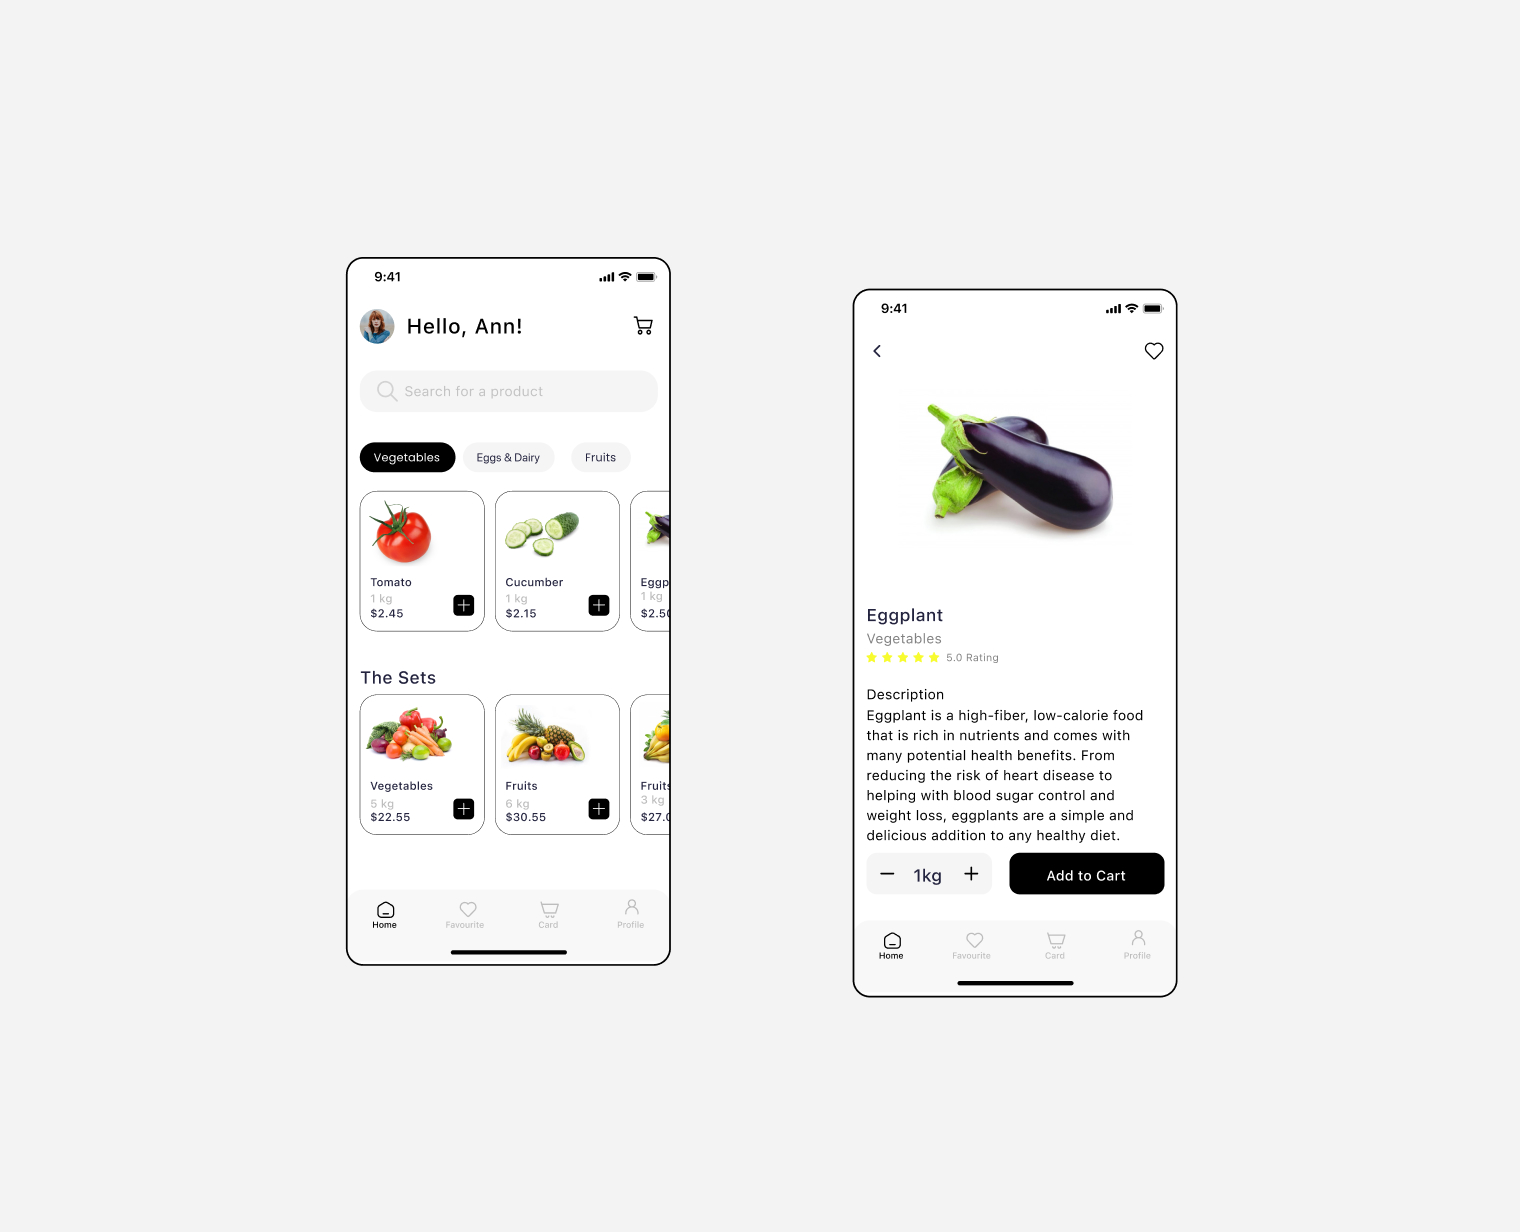 9:41
Hello, Ann!
Search for a product
Vegetables Eggs & Dairy Fruits
Tomato
1 kg
$2.45
Cucumber
1 kg
$2.15
Eggp
1 kg
$2.50
The Sets
Vegetables
5 kg
$22.55
Fruits
6 kg
$30.55
Fruits
3 kg
$27.0
Home Favourite Card Profile
9:41
Eggplant
Vegetables
5.0 Rating
Description
Eggplant is a high-fiber, low-calorie food
that is rich in nutrients and comes with
many potential health benefits. From
reducing the risk of heart disease to
helping with blood sugar control and
weight loss, eggplants are a simple and
delicious addition to any healthy diet.
1kg
Add to Cart
Home Favourite Card Profile